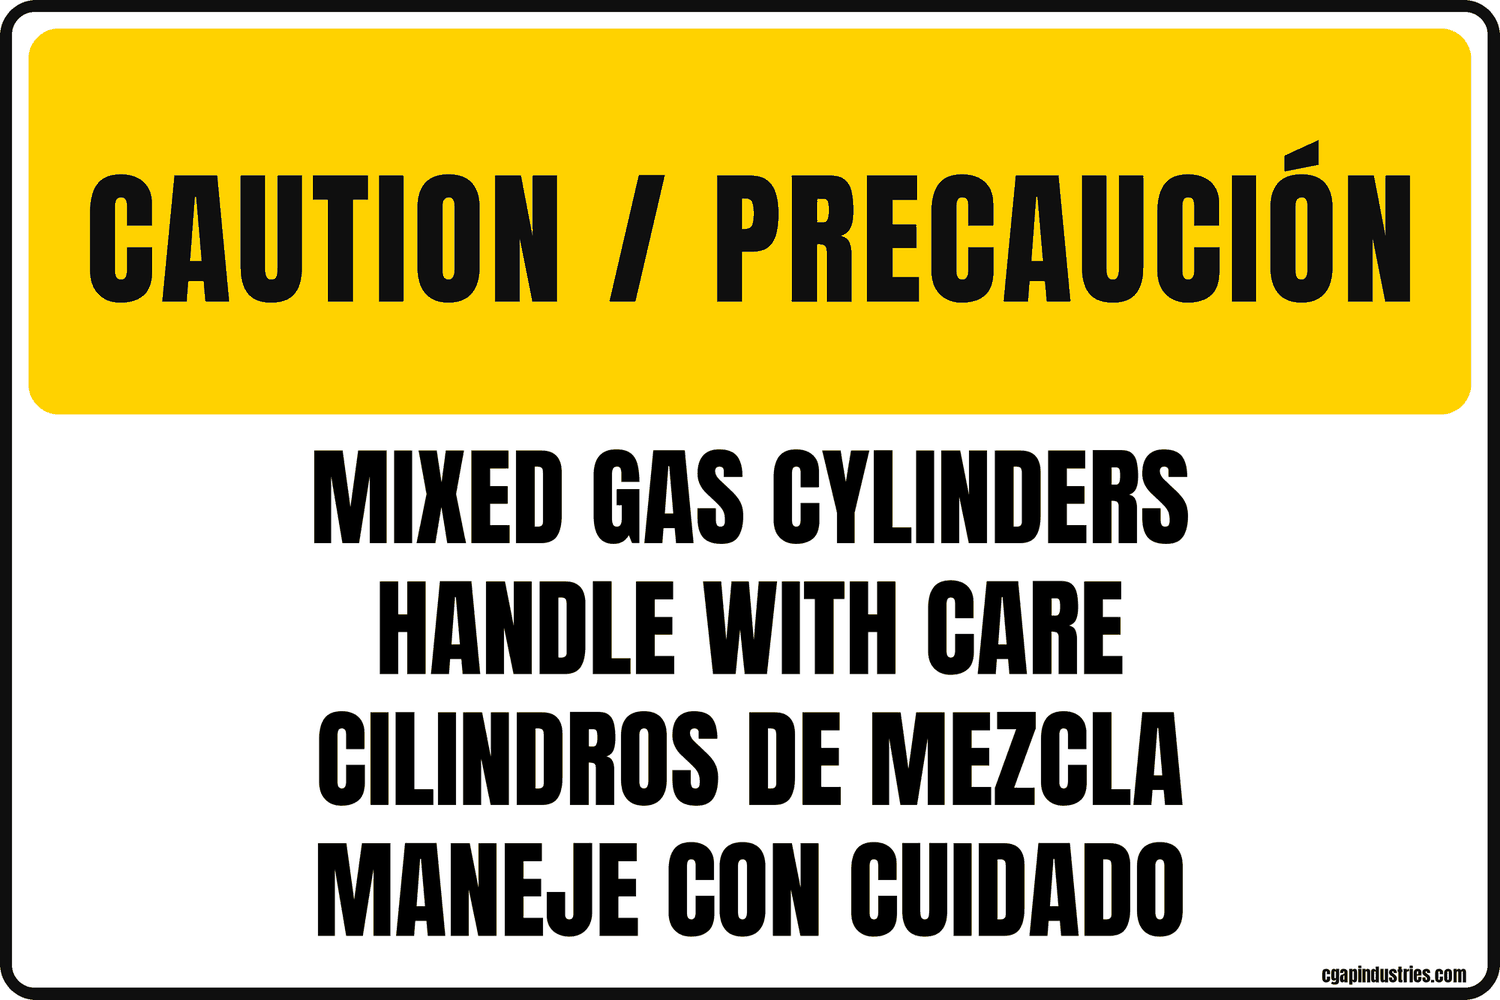 CAUTION / PRECAUCIÓN
MIXED GAS CYLINDERS
HANDLE WITH CARE
CILINDROS DE MEZCLA
MANEJE CON CUIDADO
cgapindustries.com